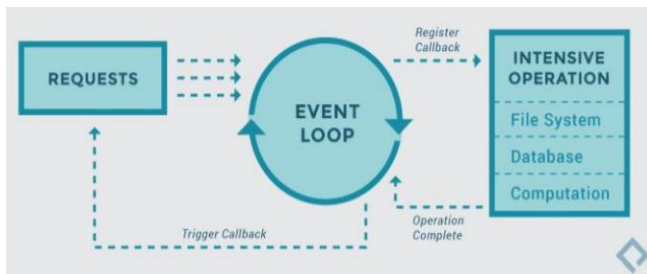 REQUESTS
EVENT
LOOP
Register
Callback
INTENSIVE
OPERATION
File System
Database
Computation
Operation
Complete
Trigger Callback